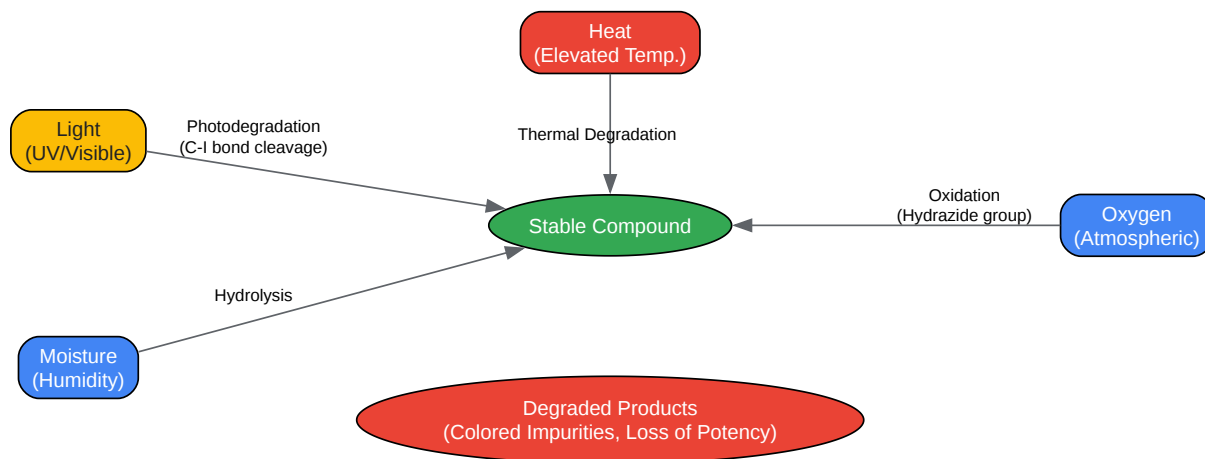 Heat
(Elevated Temp.)
Light
(UV/Visible)
Photodegradation
(C-I bond cleavage)
Thermal Degradation
Oxidation
(Hydrazide group)
Oxygen
(Atmospheric)
Stable Compound
Hydrolysis
Moisture
(Humidity)
Degraded Products
(Colored Impurities, Loss of Potency)